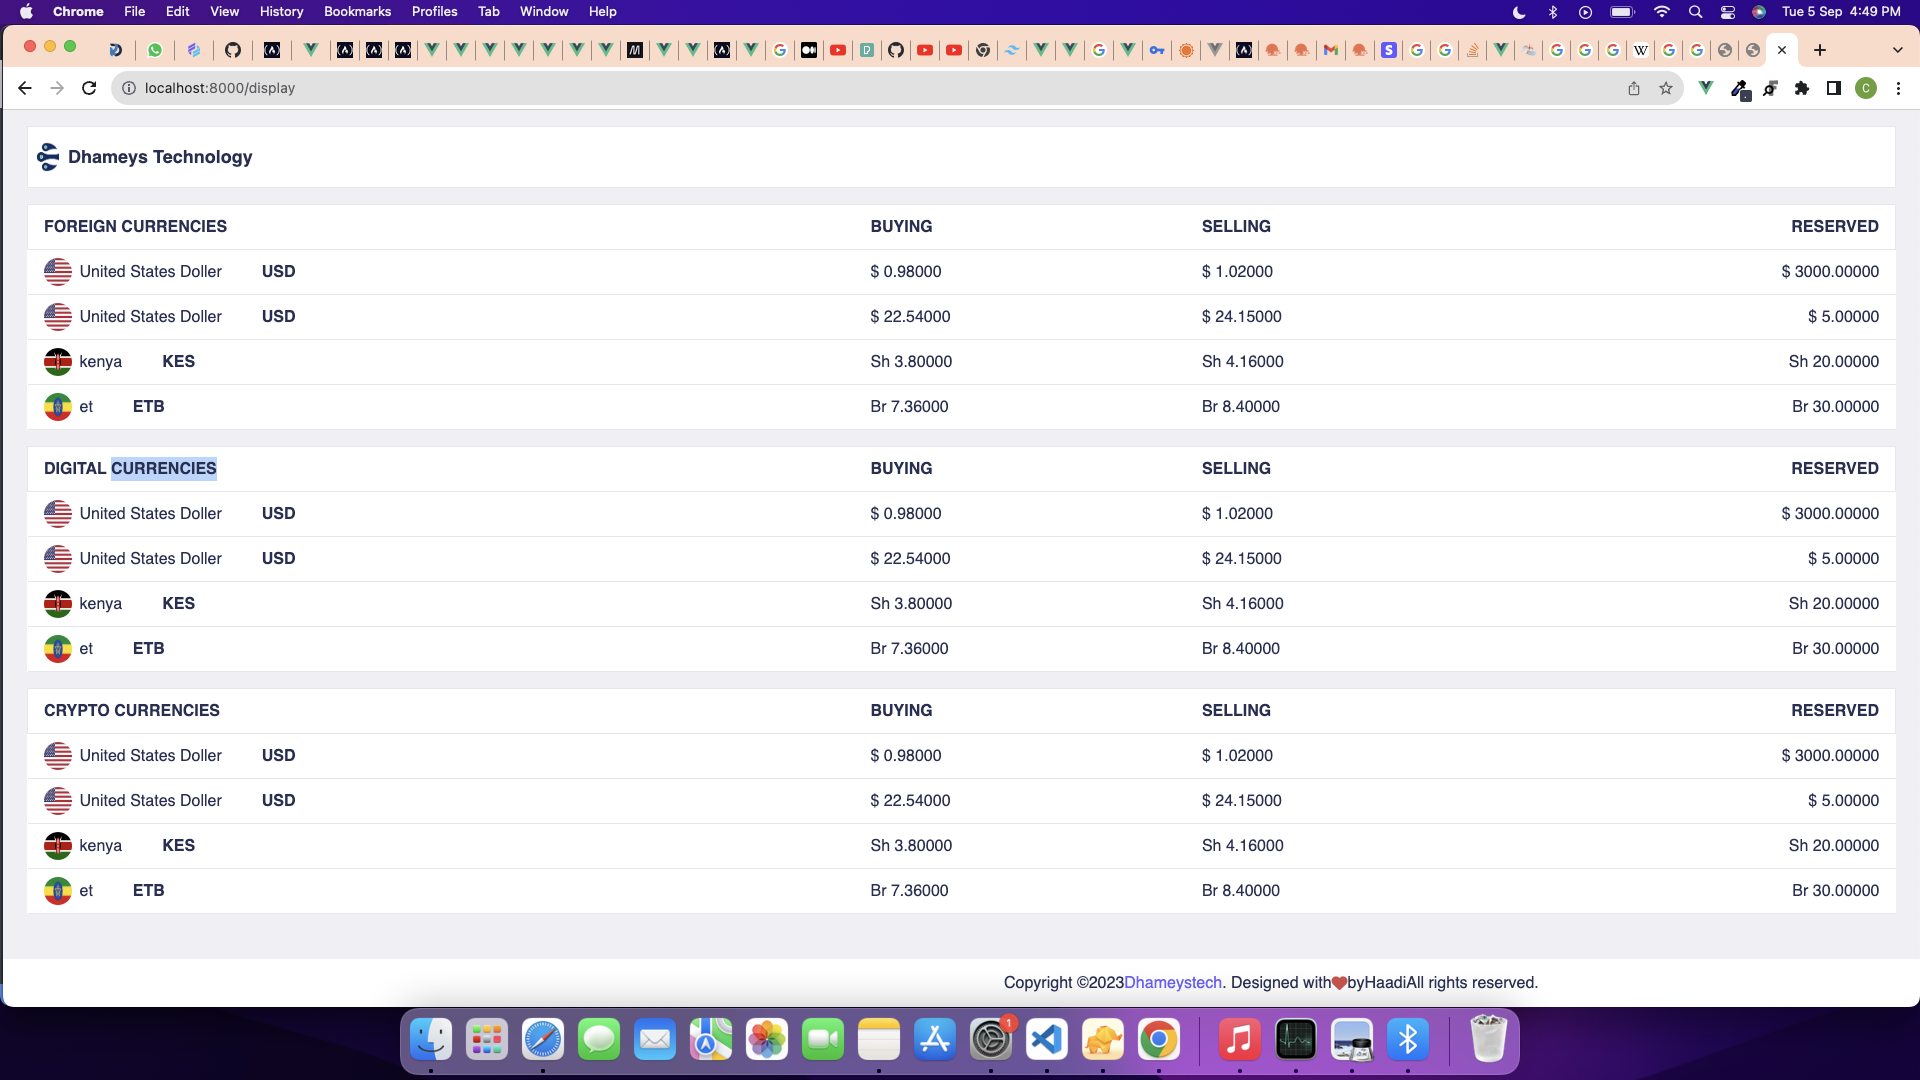 Chrome File Edit View History Bookmarks Profiles Tab Window Help Tue 5 Sep 4:49 PM
localhost:8000/display C
Dhameys Technology
FOREIGN CURRENCIES BUYING SELLING RESERVED
United States Doller USD $ 0.98000 $ 1.02000 $ 3000.00000
United States Doller USD $ 22.54000 $ 24.15000 $ 5.00000
kenya KES Sh 3.80000 Sh 4.16000 Sh 20.00000
et ETB Br 7.36000 Br 8.40000 Br 30.00000
DIGITAL CURRENCIES BUYING SELLING RESERVED
United States Doller USD $ 0.98000 $ 1.02000 $ 3000.00000
United States Doller USD $ 22.54000 $ 24.15000 $ 5.00000
kenya KES Sh 3.80000 Sh 4.16000 Sh 20.00000
et ETB Br 7.36000 Br 8.40000 Br 30.00000
CRYPTO CURRENCIES BUYING SELLING RESERVED
United States Doller USD $ 0.98000 $ 1.02000 $ 3000.00000
United States Doller USD $ 22.54000 $ 24.15000 $ 5.00000
kenya KES Sh 3.80000 Sh 4.16000 Sh 20.00000
et ETB Br 7.36000 Br 8.40000 Br 30.00000
Copyright ©2023Dhameystech. Designed with❤byHaadiAll rights reserved.
1